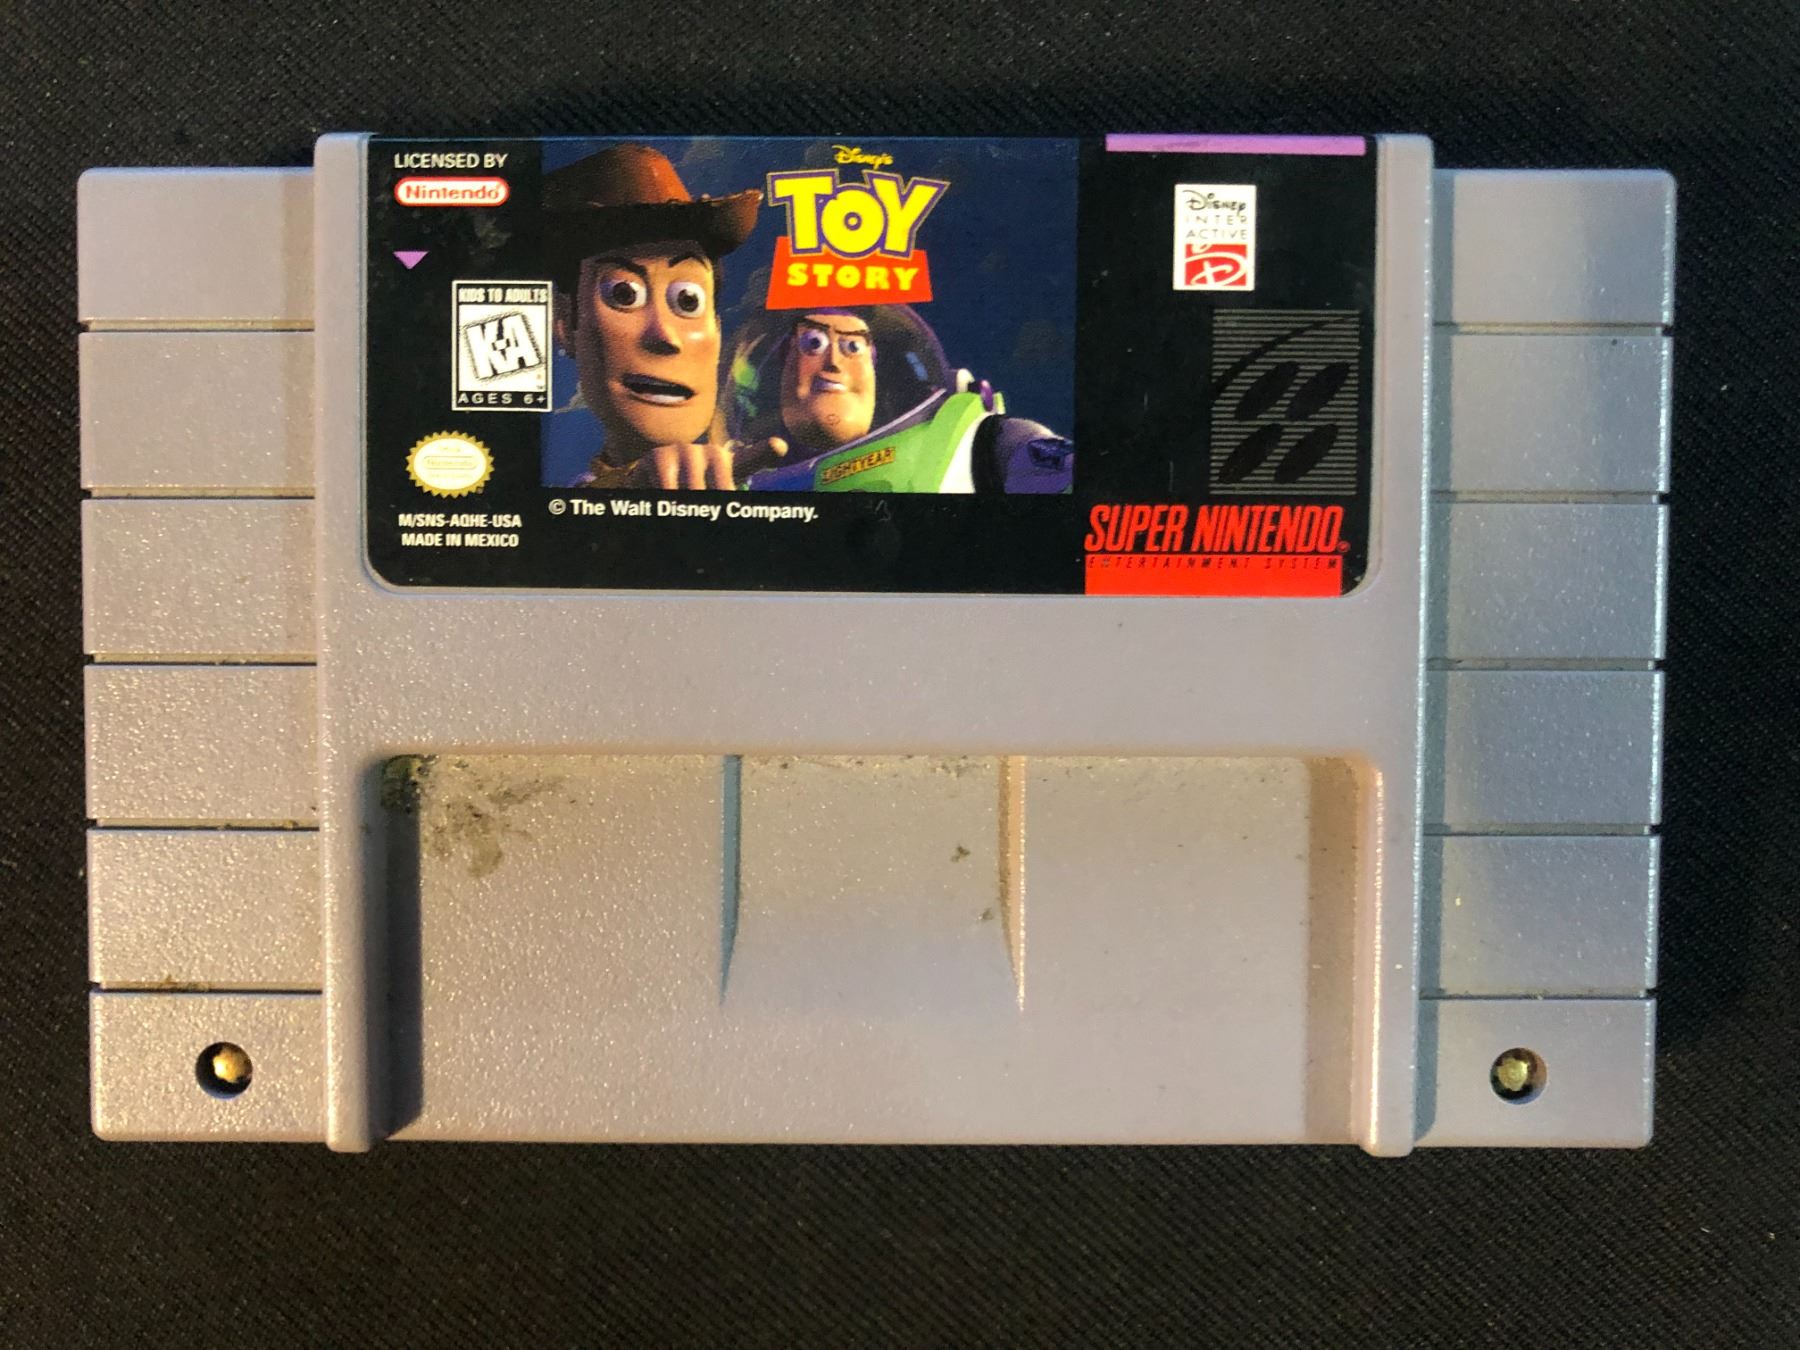 LICENSED BY
Nintendo
KIDS TO ADULTS
K-A
AGES 6+
M/SNS-AQHE-USA
MADE IN MEXICO
Disney's
TOY
STORY
LIGHTYEAR
© The Walt Disney Company.
DISNEY
INTER
ACTIVE
D
SUPER NINTENDO
ENTERTAINMENT SYSTEM